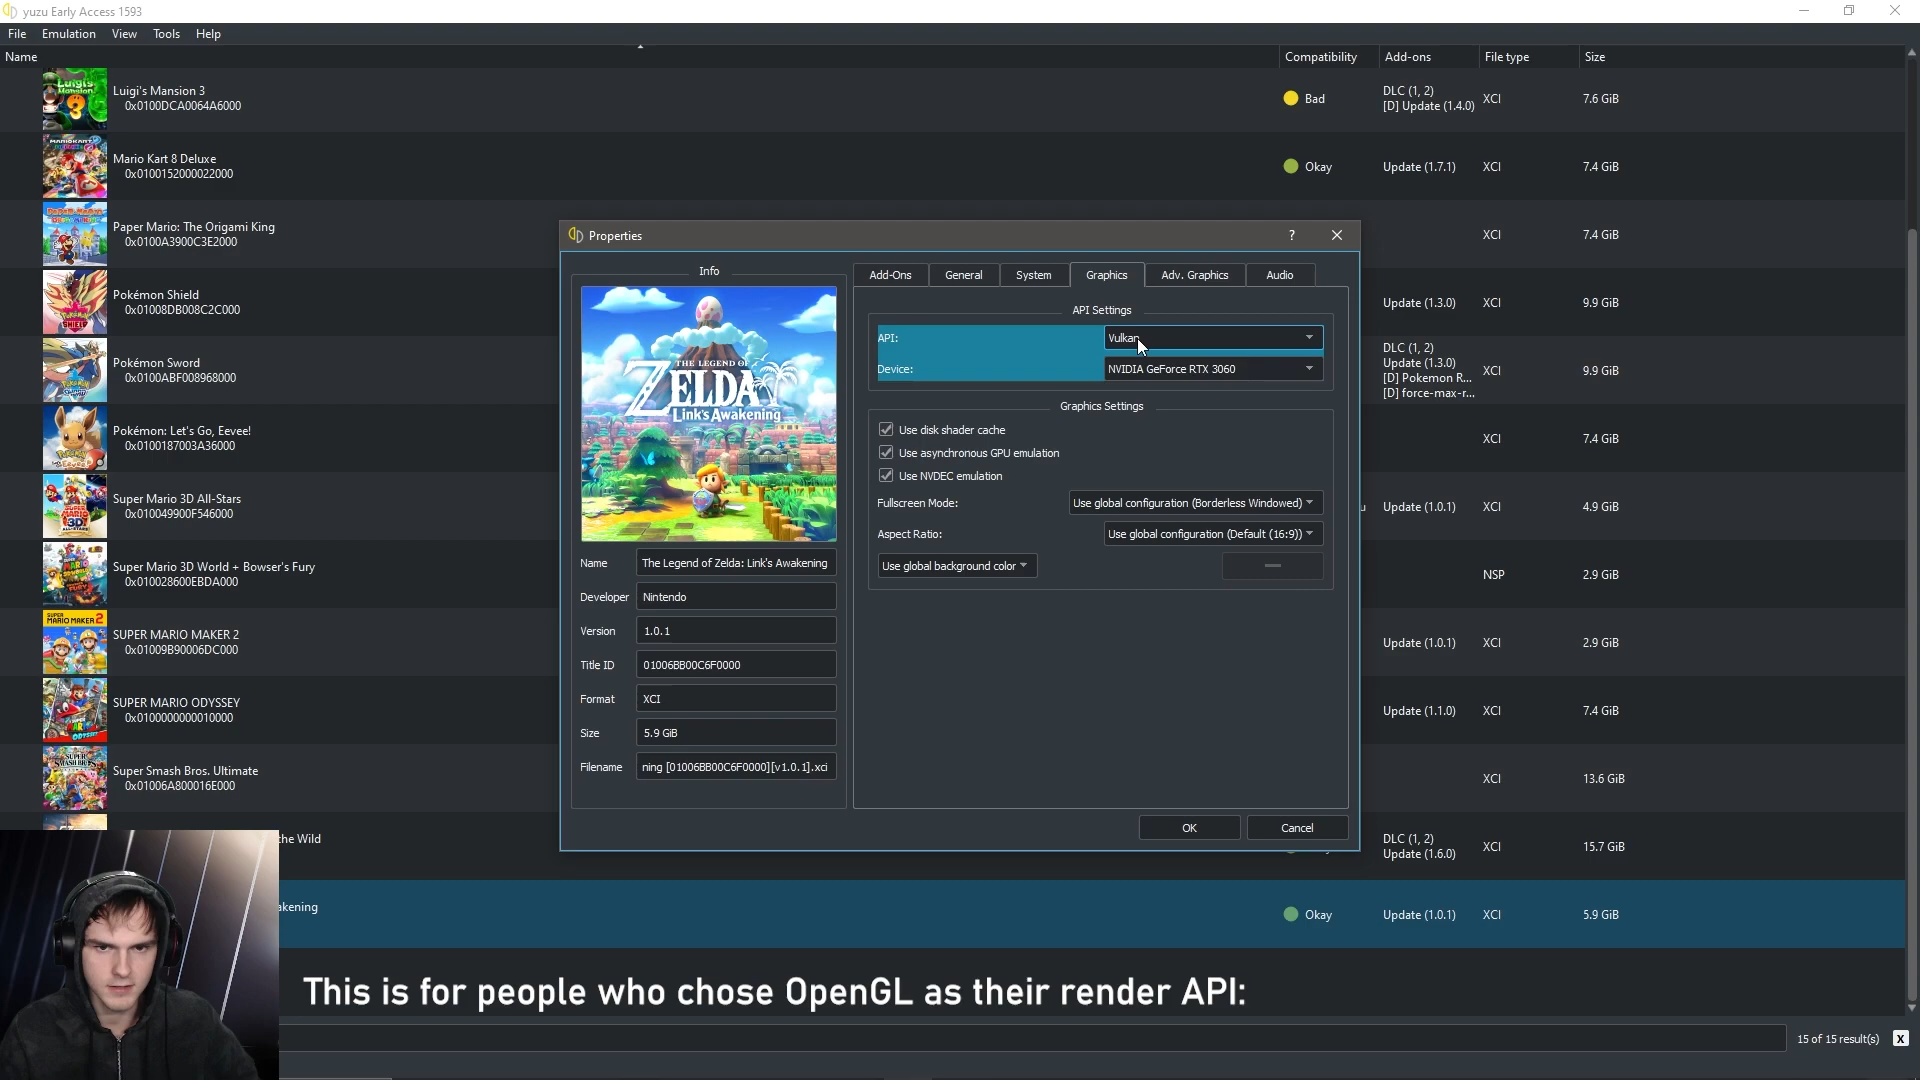 yuzu Early Access 1593
File Emulation View Tools Help
Name Compatibility Add-ons File type Size
Luigi's Mansion 3
0x0100DCA0064A6000
Bad
DLC (1, 2)
[D] Update (1.4.0)
XCI
7.6 GiB
Mario Kart 8 Deluxe
0x0100152000022000
Okay
Update (1.7.1)
XCI
7.4 GiB
Paper Mario: The Origami King
0x0100A3900C3E2000
XCI
7.4 GiB
Pokémon Shield
0x01008DB008C2C000
Update (1.3.0)
XCI
9.9 GiB
Pokémon Sword
0x0100ABF008968000
DLC (1, 2)
Update (1.3.0)
[D] Pokemon R...
[D] force-max-r...
XCI
9.9 GiB
Pokémon: Let's Go, Eevee!
0x0100187003A36000
XCI
7.4 GiB
Super Mario 3D All-Stars
0x010049900F546000
Update (1.0.1)
XCI
4.9 GiB
Super Mario 3D World + Bowser's Fury
0x010028600EBDA000
NSP
2.9 GiB
SUPER MARIO MAKER 2
0x01009B90006DC000
Update (1.0.1)
XCI
2.9 GiB
SUPER MARIO ODYSSEY
0x0100000000010000
Update (1.1.0)
XCI
7.4 GiB
Super Smash Bros. Ultimate
0x01006A800016E000
XCI
13.6 GiB
the Wild
DLC (1, 2)
Update (1.6.0)
XCI
15.7 GiB
akening
Okay
Update (1.0.1)
XCI
5.9 GiB
Properties ?
Info
THE LEGEND OF
ZELDA
Link's Awakening
Name The Legend of Zelda: Link's Awakening
Developer Nintendo
Version 1.0.1
Title ID 01006BB00C6F0000
Format XCI
Size 5.9 GiB
Filename ning [01006BB00C6F0000][v1.0.1].xci
Add-Ons General System Graphics Adv. Graphics Audio
API Settings
API: Vulkan
Device: NVIDIA GeForce RTX 3060
Graphics Settings
Use disk shader cache
Use asynchronous GPU emulation
Use NVDEC emulation
Fullscreen Mode: Use global configuration (Borderless Windowed)
Aspect Ratio: Use global configuration (Default (16:9))
Use global background color
OK Cancel
This is for people who chose OpenGL as their render API:
15 of 15 result(s) X